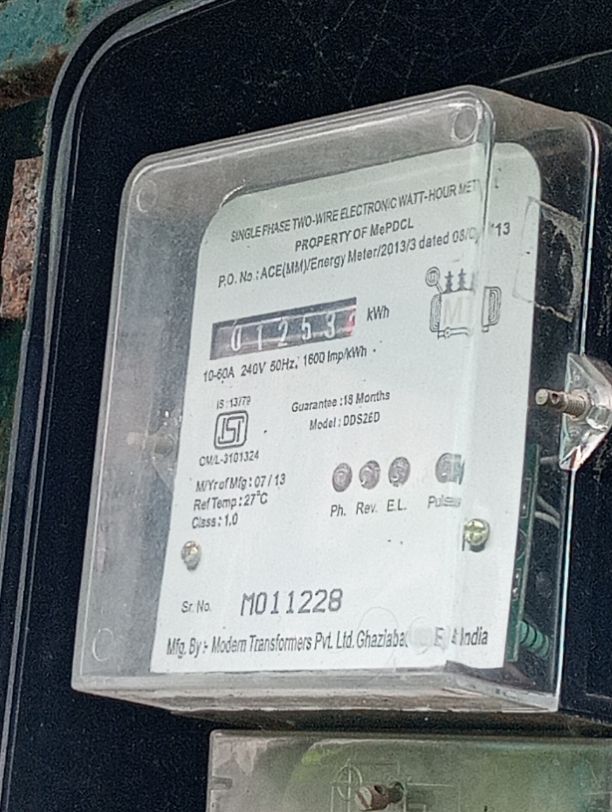 SINGLE PHASE TWO-WIRE ELECTRONIC WATT-HOUR
PROPERTY OF MePDCL
P.O. No : ACE(MM)/Energy Meter/2013/3 dated
01253 kWh
10-60A 240V 50Hz, 1600 Imp/kWh
IS :13779
ISI
CM/L-3101324
Guarantee :18 Months
Model : DDS26D
M/Yr of Mfg : 07 / 13
Ref Temp : 27°C
Class : 1.0
Ph. Rev. E.L.
Sr. No. M011228
Mfg. By :- Modern Transformers Pvt. Ltd. India